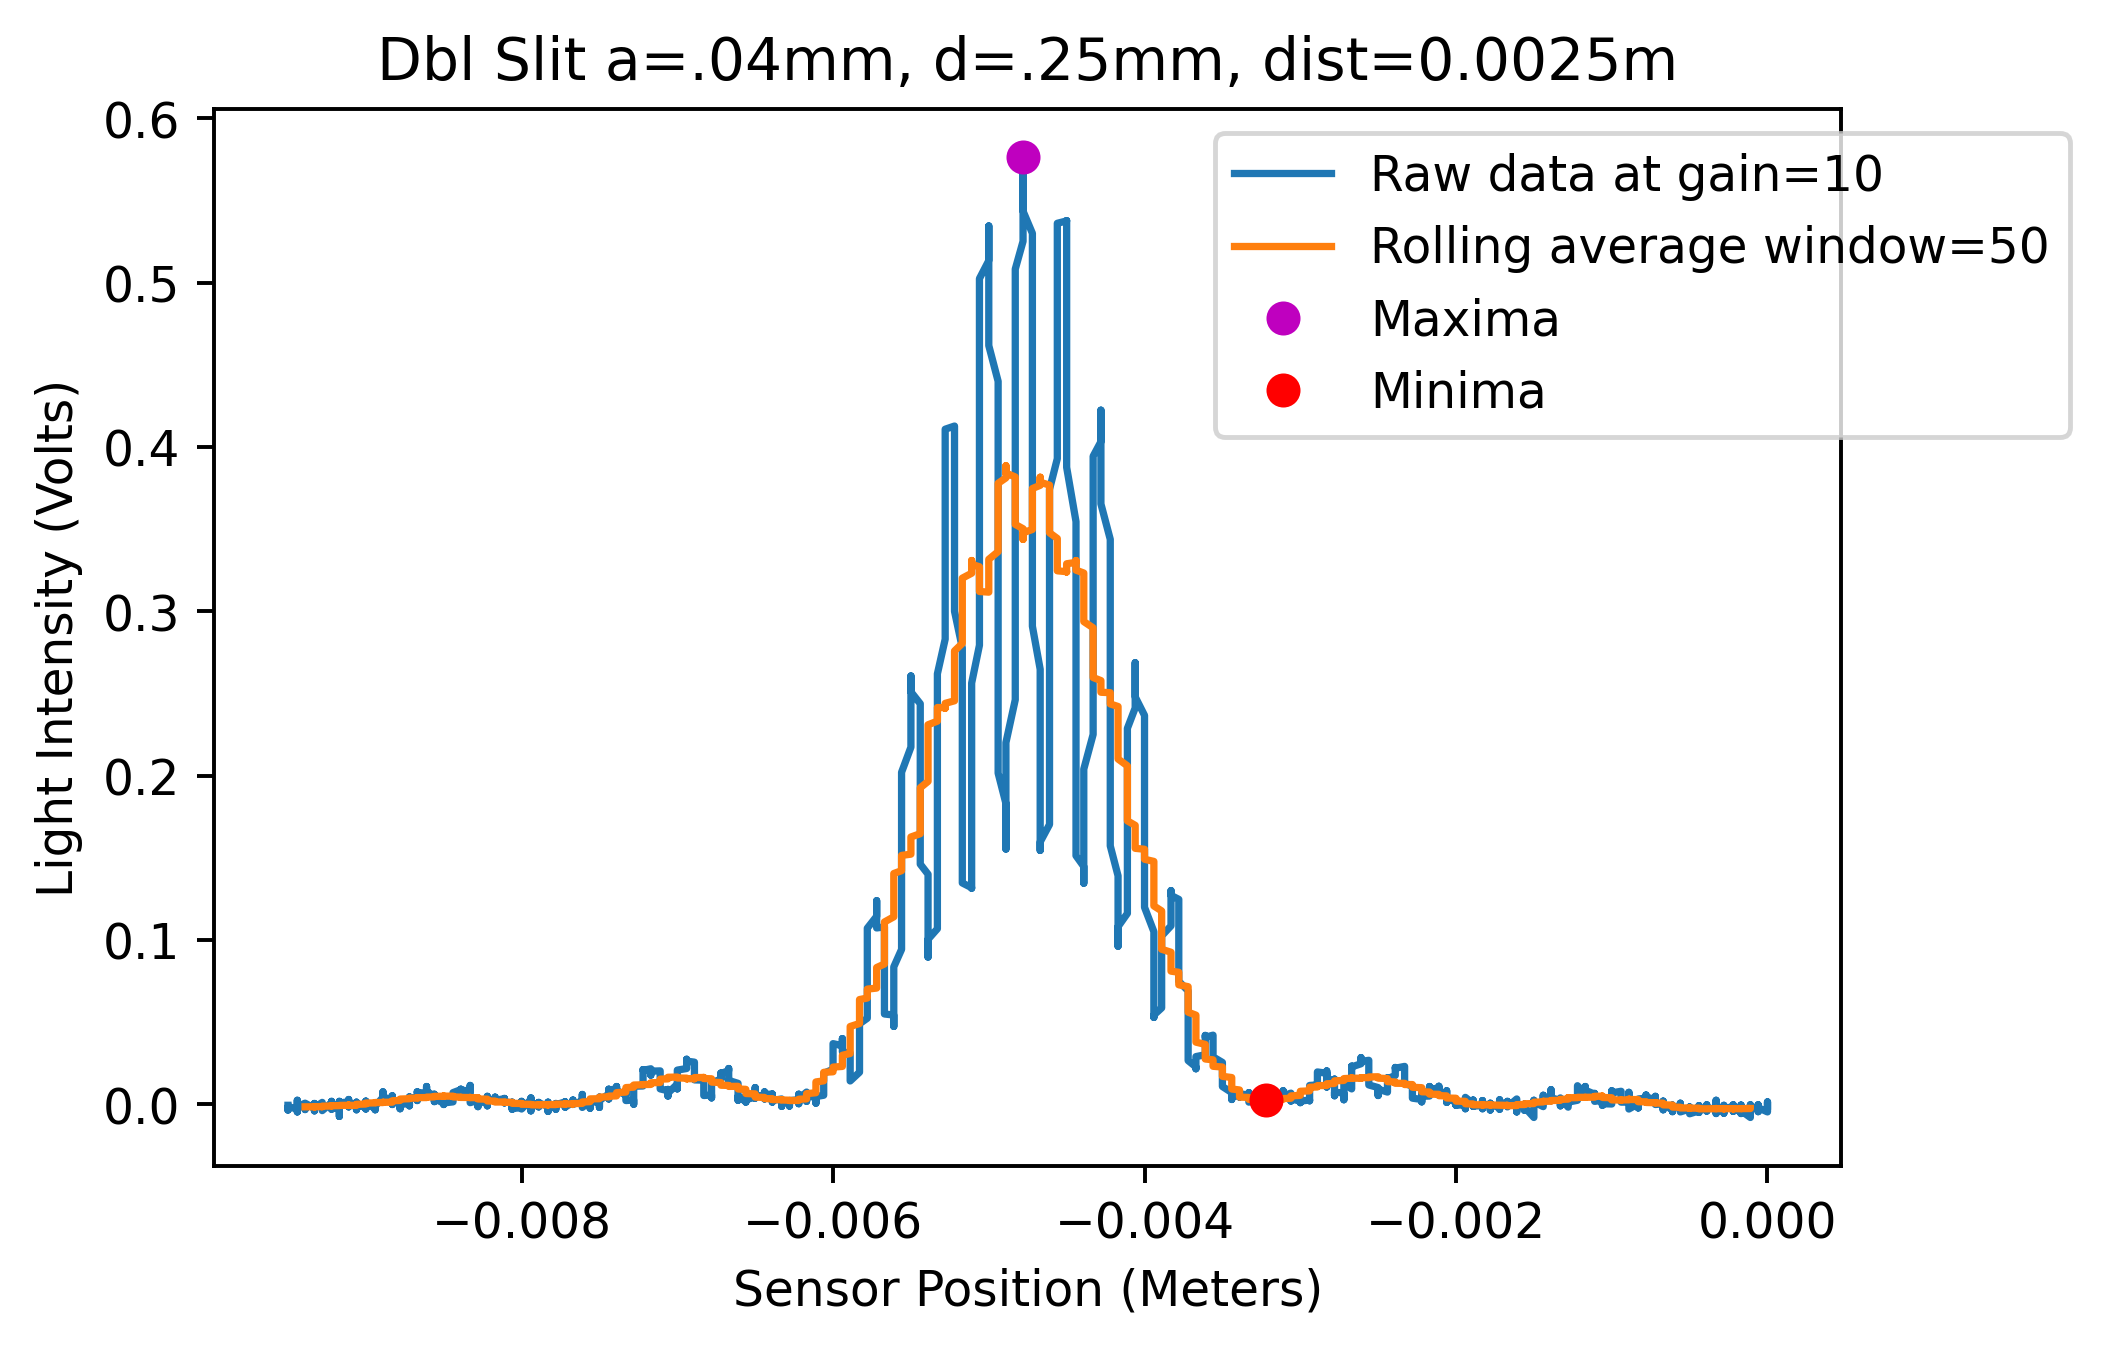 Dbl Slit a=.04mm, d=.25mm, dist=0.0025m
Raw data at gain=10
Rolling average window=50
Maxima
Minima
0.6
0.5
0.4
0.3
0.2
0.1
0.0
Light Intensity (Volts)
−0.008 −0.006 −0.004 −0.002 0.000
Sensor Position (Meters)